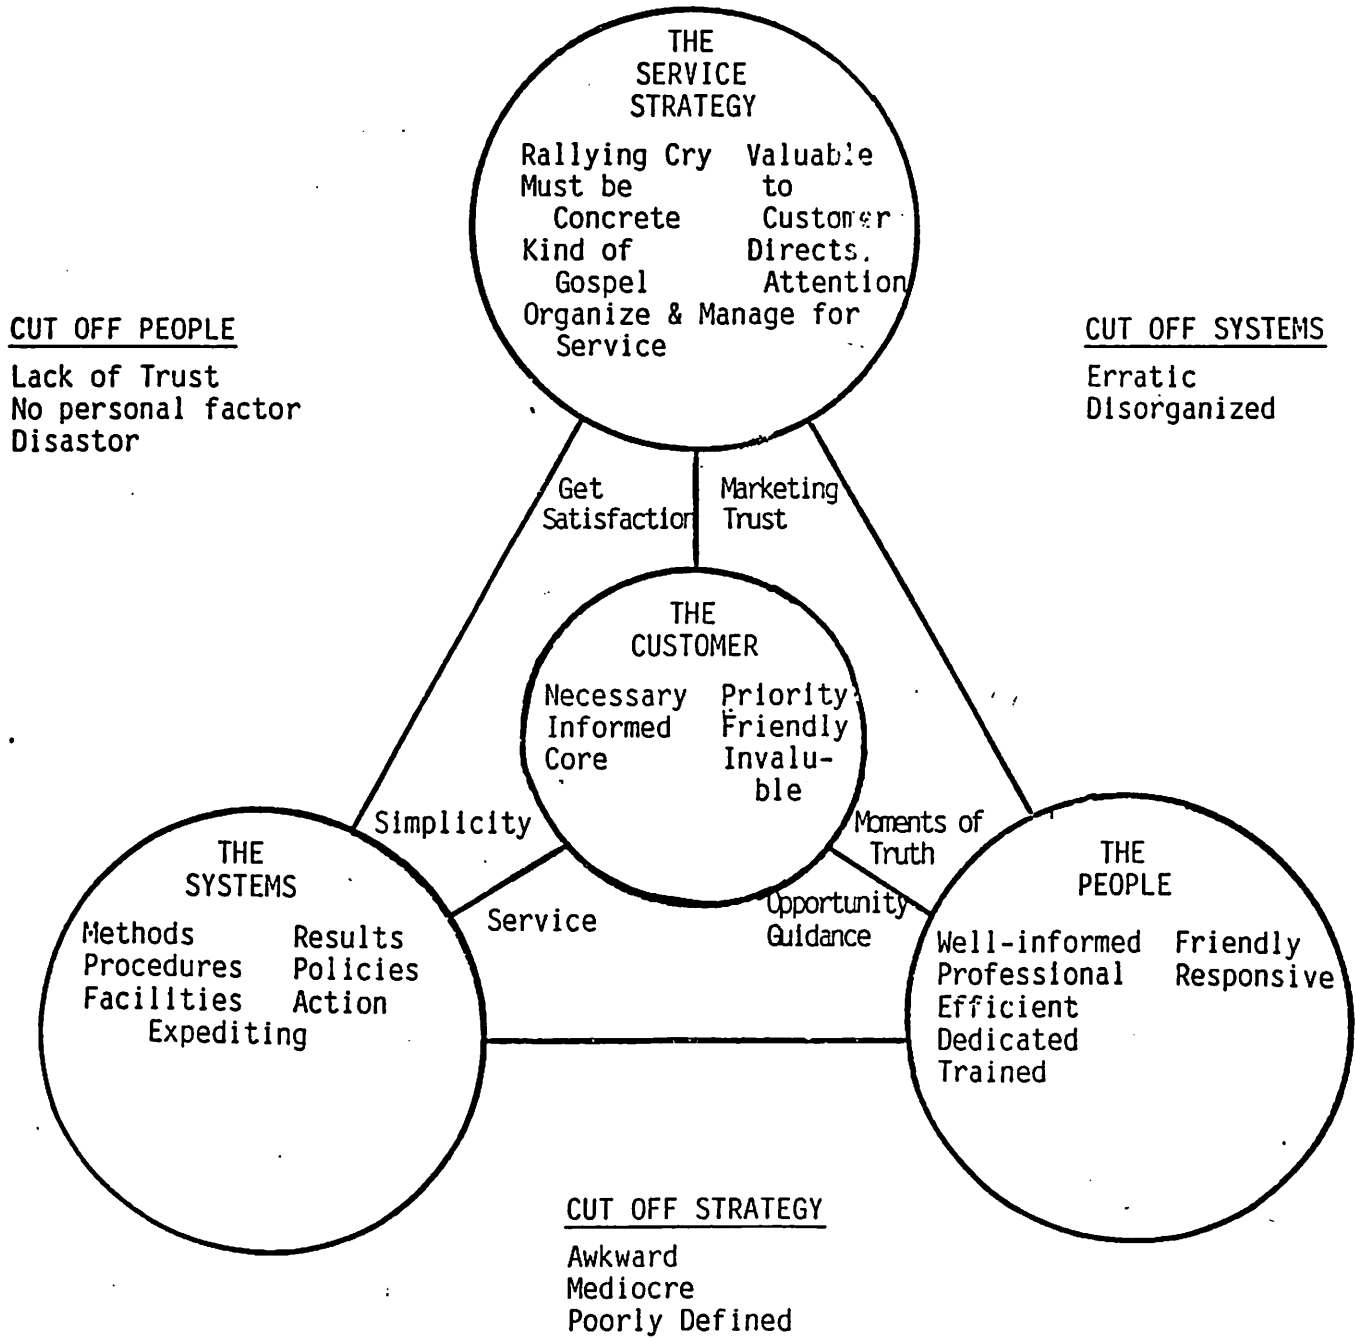 THE
SERVICE
STRATEGY
Rallying Cry Valuable
Must be to
Concrete Customer
Kind of Directs.
Gospel Attention
Organize & Manage for
Service
CUT OFF PEOPLE
Lack of Trust
No personal factor
Disastor
CUT OFF SYSTEMS
Erratic
Disorganized
Get
Satisfaction
Marketing
Trust
THE
CUSTOMER
Necessary Priority
Informed Friendly
Core Invalu-
ble
Simplicity
Service
Moments of
Truth
Opportunity
Guidance
THE
SYSTEMS
Methods Results
Procedures Policies
Facilities Action
Expediting
THE
PEOPLE
Well-informed Friendly
Professional Responsive
Efficient
Dedicated
Trained
CUT OFF STRATEGY
Awkward
Mediocre
Poorly Defined